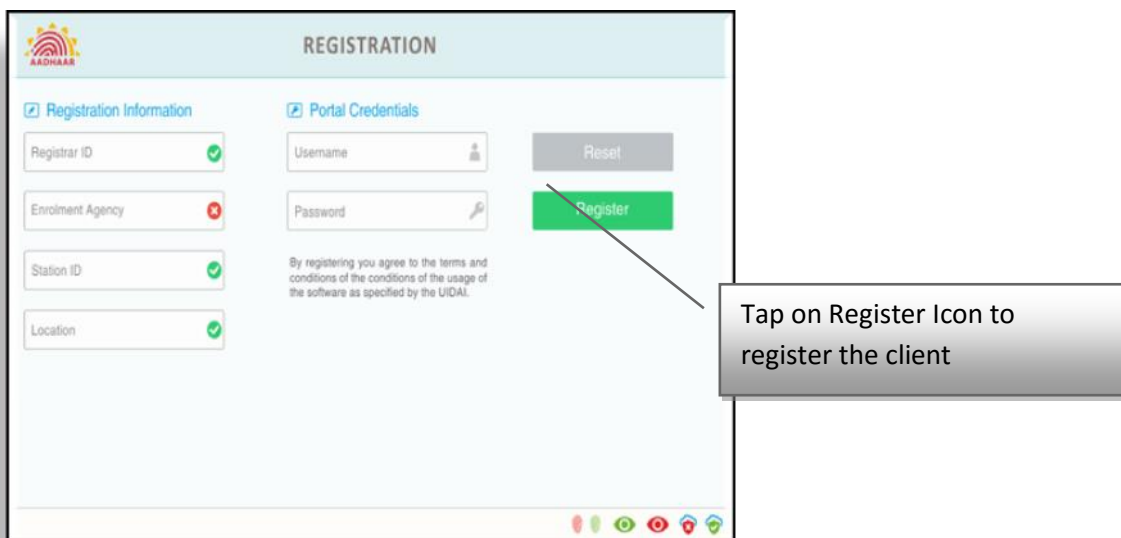 AADHAAR
REGISTRATION
Registration Information
Registrar ID
Enrolment Agency
Station ID
Location
Portal Credentials
Username
Password
By registering you agree to the terms and
conditions of the conditions of the usage of
the software as specified by the UIDAI.
Reset
Register
Tap on Register Icon to
register the client